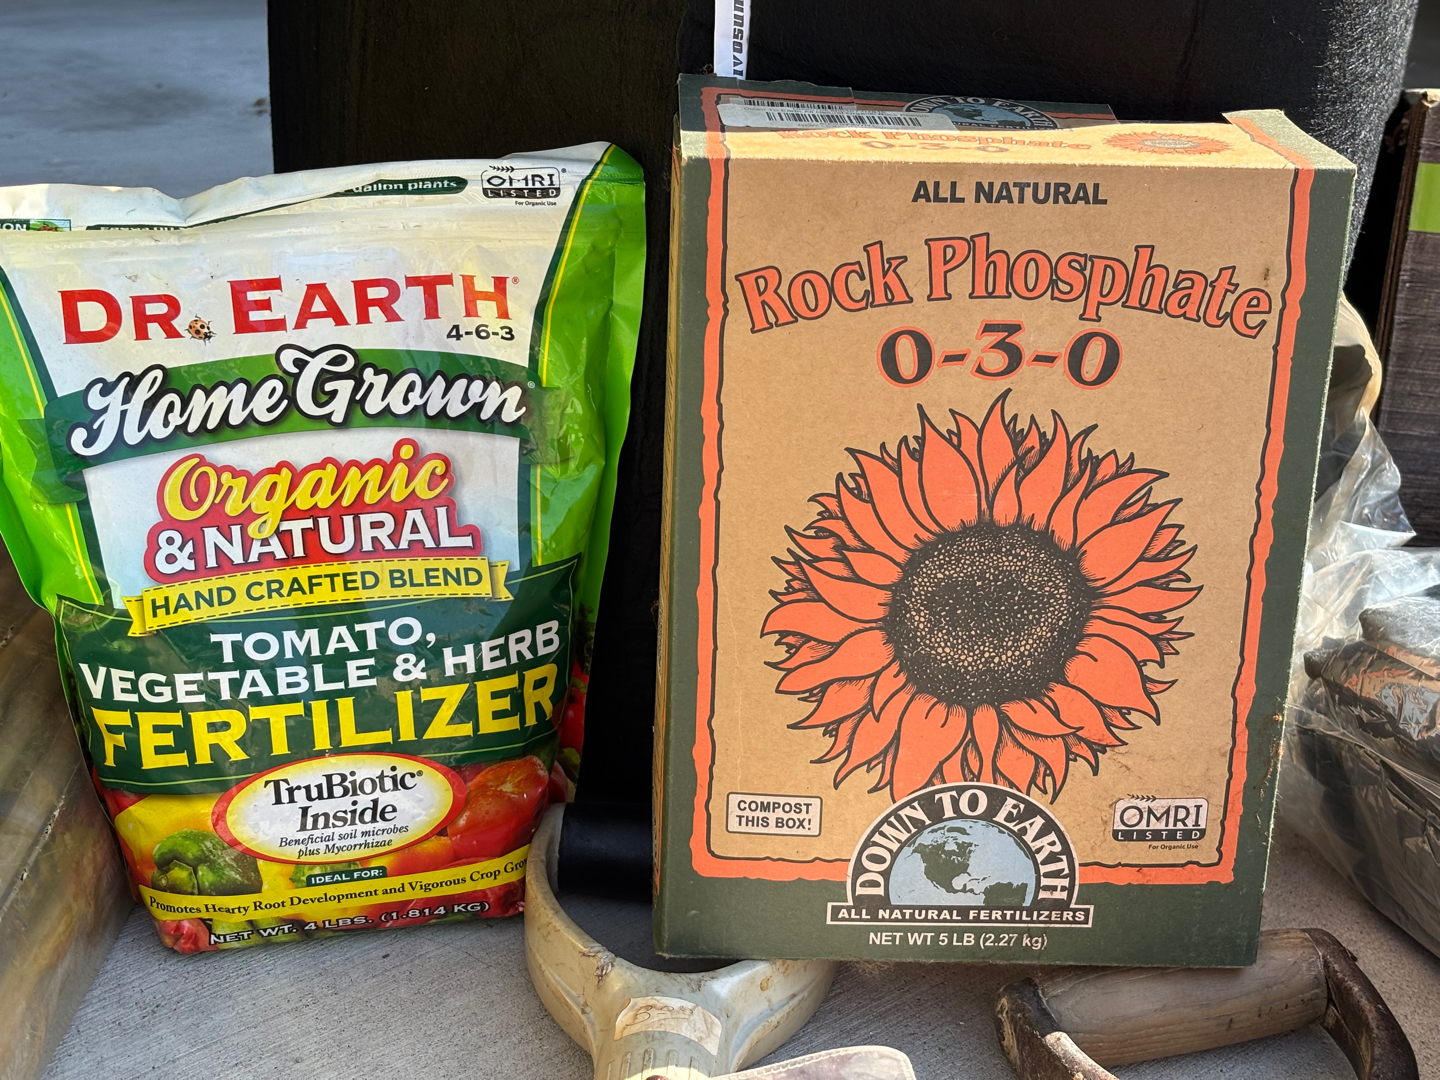 gallon plants
OMRI
LISTED
For Organic Use
DR. EARTH®
4-6-3
Home Grown®
Organic
& NATURAL
HAND CRAFTED BLEND
TOMATO,
VEGETABLE & HERB
FERTILIZER
TruBiotic®
Inside
Beneficial soil microbes
plus Mycorrhizae
IDEAL FOR:
Promotes Hearty Root Development and Vigorous Crop
NET WT. 4 LBS. (1.814 KG)
DOWN TO EARTH
Rock Phosphate
0-3-0
ALL NATURAL
Rock Phosphate
0-3-0
COMPOST
THIS BOX!
OMRI
LISTED
For Organic Use
DOWN TO EARTH
ALL NATURAL FERTILIZERS
NET WT 5 LB (2.27 kg)